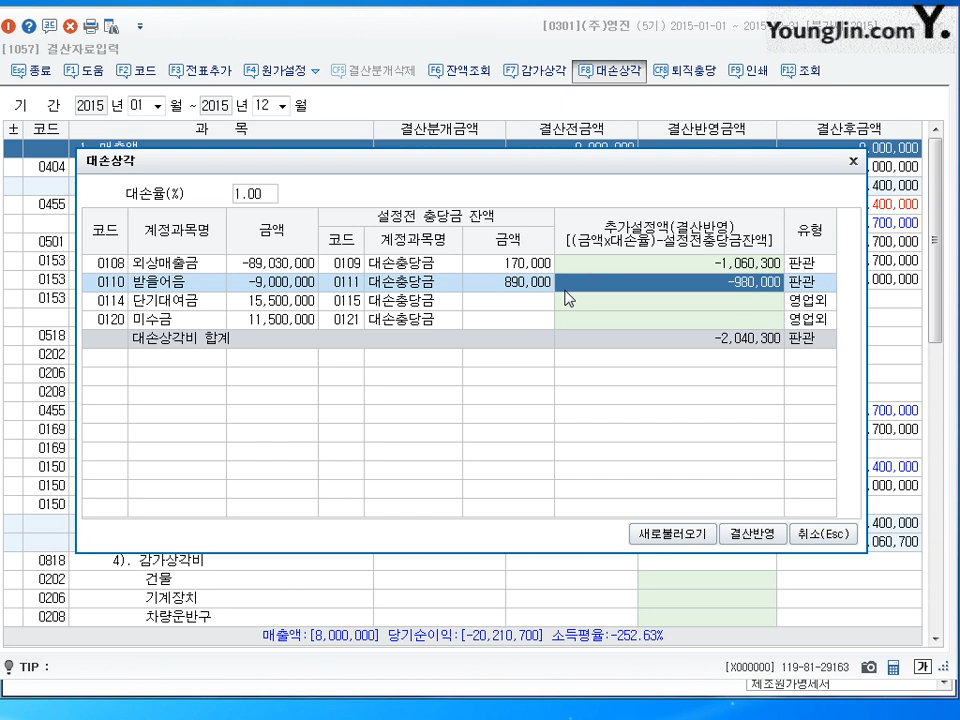 [0301](주)영진 (5기) 2015-01-01 ~ 2015
YoungJin.com Y.
[1057] 결산자료입력
Esc 종료 F1 도움 F2 코드 F3 전표추가 F4 원가설정 CF5 결산분개삭제 F6 잔액조회 F7 감가상각 F8 대손상각 CF8 퇴직충당 F9 인쇄 F12 조회
기 간 2015 년 01 월 ~ 2015 년 12 월
± 코드 과 목 결산분개금액 결산전금액 결산반영금액 결산후금액
대손상각 x
대손율(%) 1.00
코드 계정과목명 금액 설정전 충당금 잔액 추가설정액(결산반영) 유형
코드 계정과목명 금액 [(금액x대손율)-설정전충당금잔액]
0108 외상매출금 -89,030,000 0109 대손충당금 170,000 -1,060,300 판관
0110 받을어음 -9,000,000 0111 대손충당금 890,000 -980,000 판관
0114 단기대여금 15,500,000 0115 대손충당금 영업외
0120 미수금 11,500,000 0121 대손충당금 영업외
대손상각비 합계 -2,040,300 판관
새로불러오기 결산반영 취소(Esc)
,000,000
0404 ,000,000
,400,000
0455 ,400,000
,700,000
0501 ,700,000
0153 ,700,000
0153 ,000,000
0153
0518
0202
0206
0208
0455 ,700,000
0169 ,700,000
0169
0150 ,400,000
0150 ,000,000
0150
,400,000
,060,700
0818 4). 감가상각비
0202 건물
0206 기계장치
0208 차량운반구
매출액:[8,000,000] 당기순이익:[-20,210,700] 소득평율:-252.63%
TIP : [X000000] 119-81-29163 가
제조원가명세서